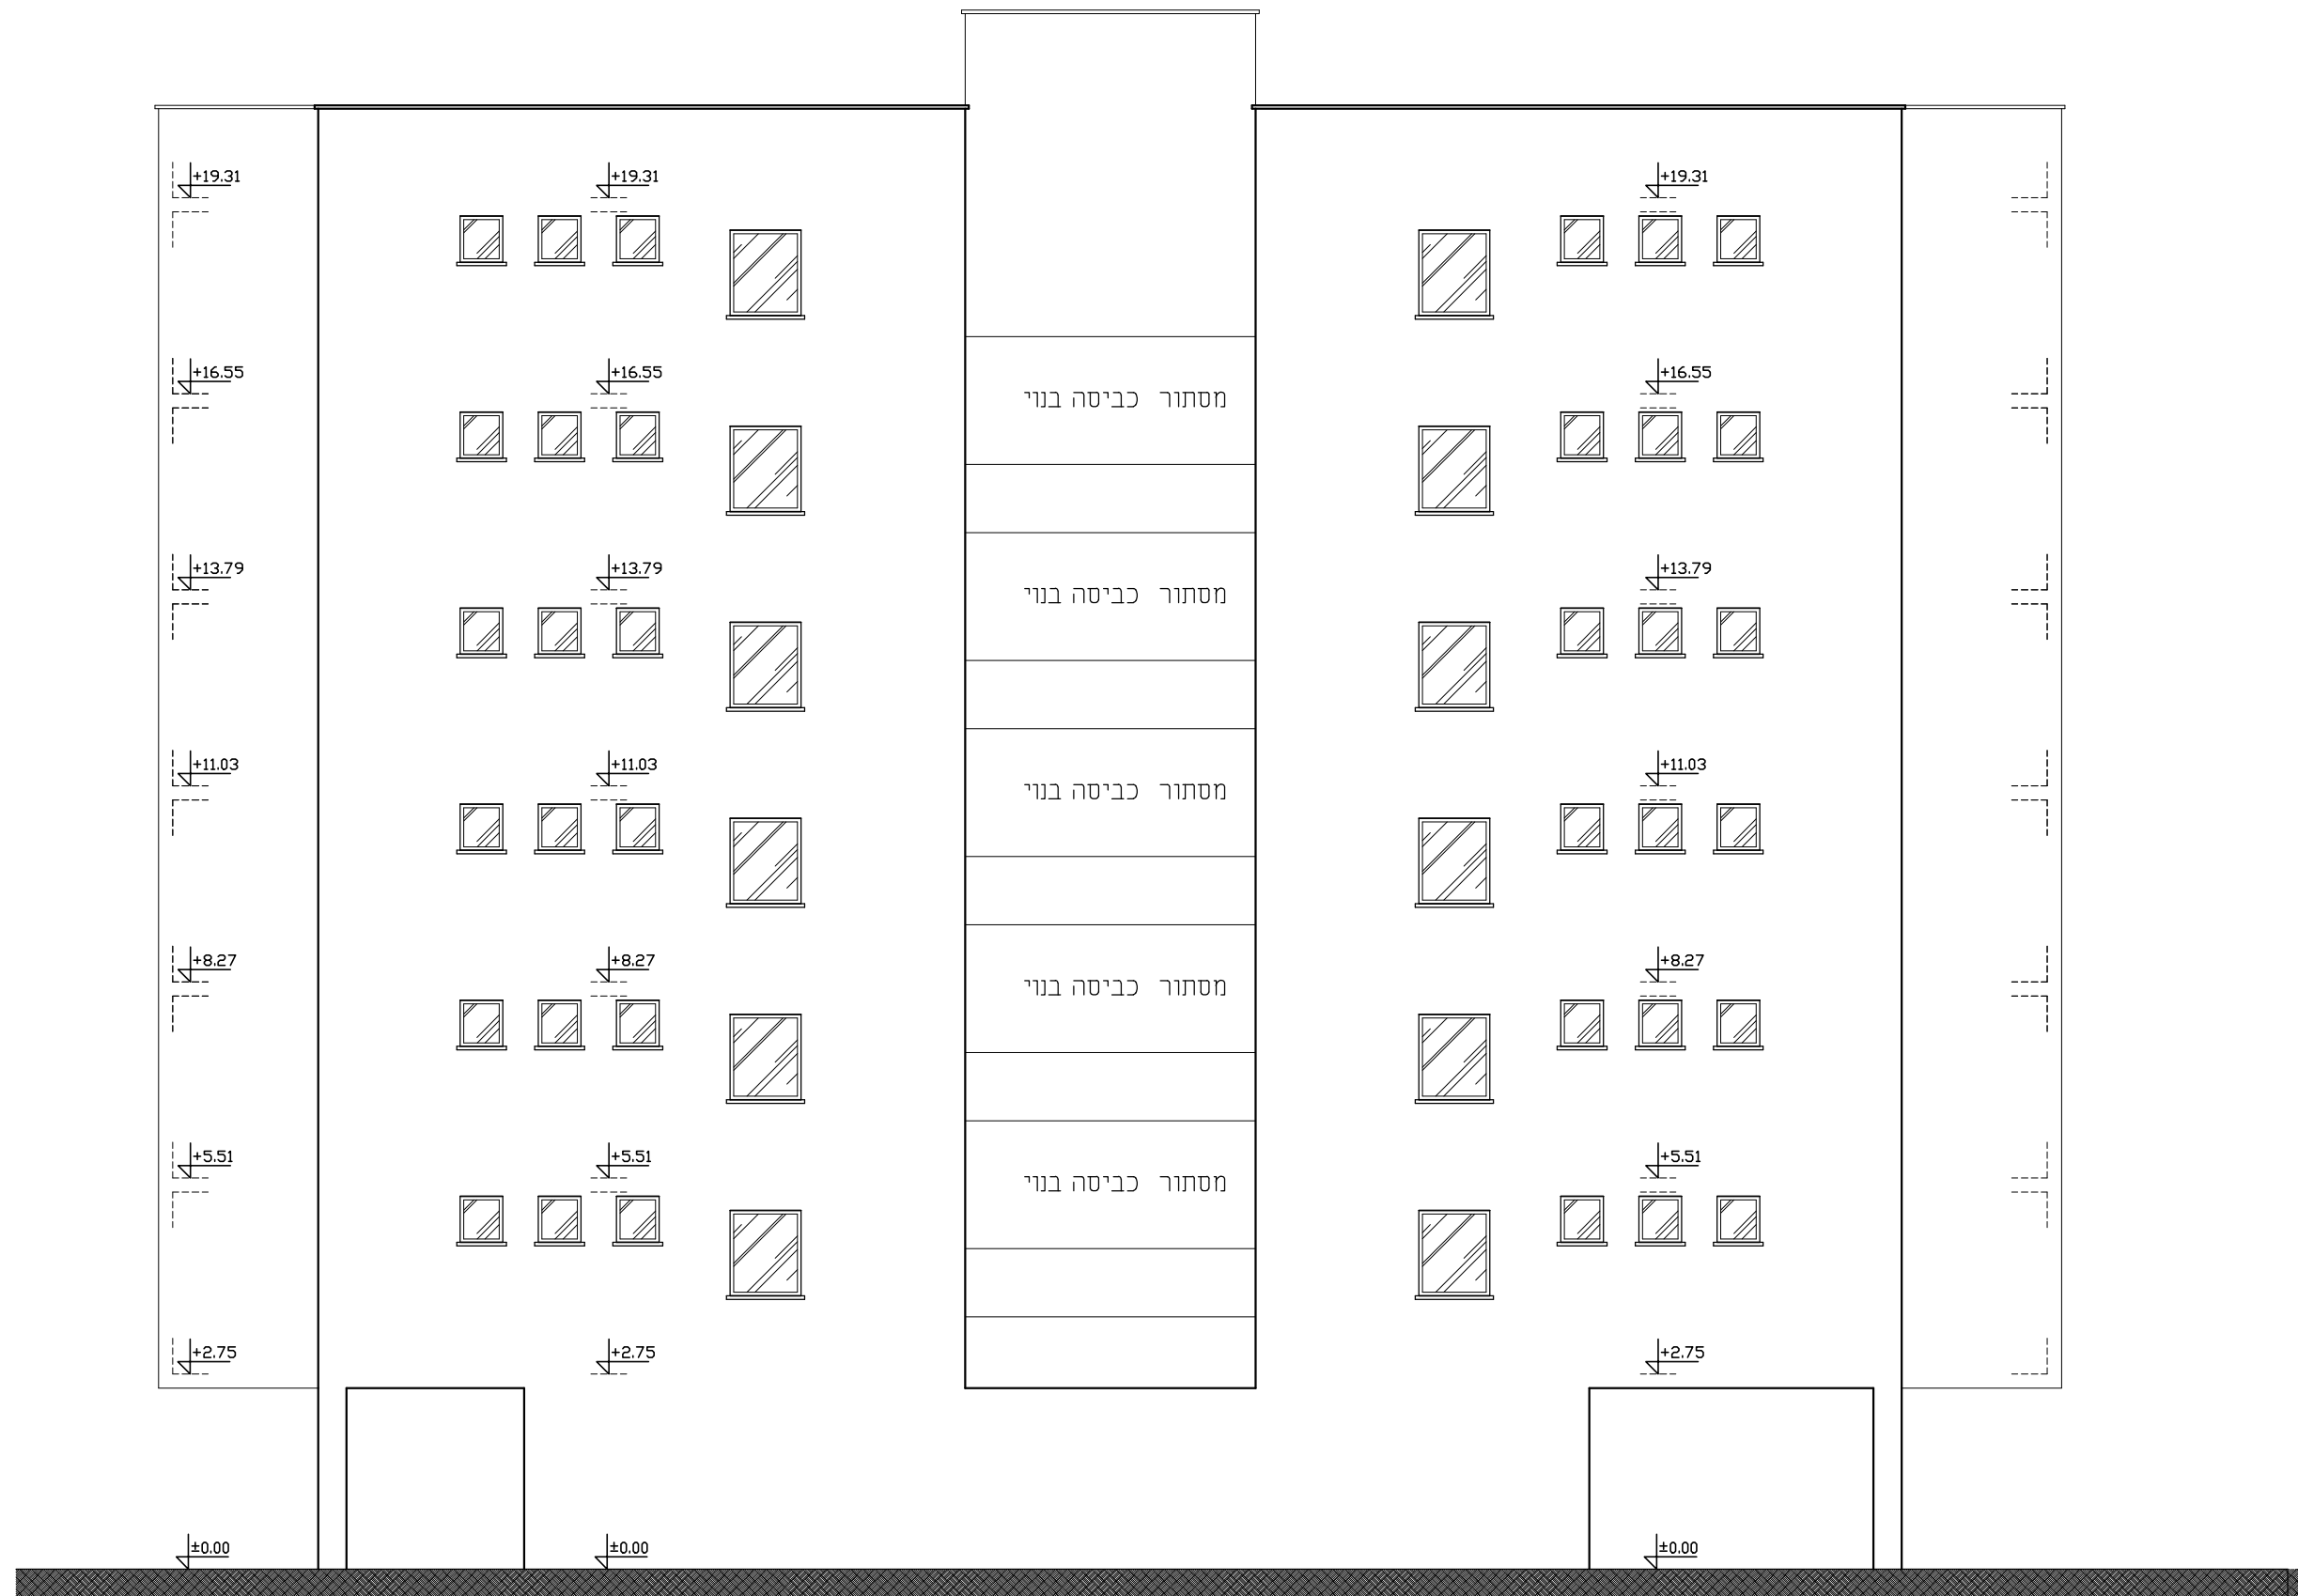 +19.31 +19.31 +19.31
+16.55 +16.55 +16.55
מסתור כביסה בנוי
+13.79 +13.79 +13.79
מסתור כביסה בנוי
+11.03 +11.03 +11.03
מסתור כביסה בנוי
+8.27 +8.27 +8.27
מסתור כביסה בנוי
+5.51 +5.51 +5.51
מסתור כביסה בנוי
+2.75 +2.75 +2.75
±0.00 ±0.00 ±0.00